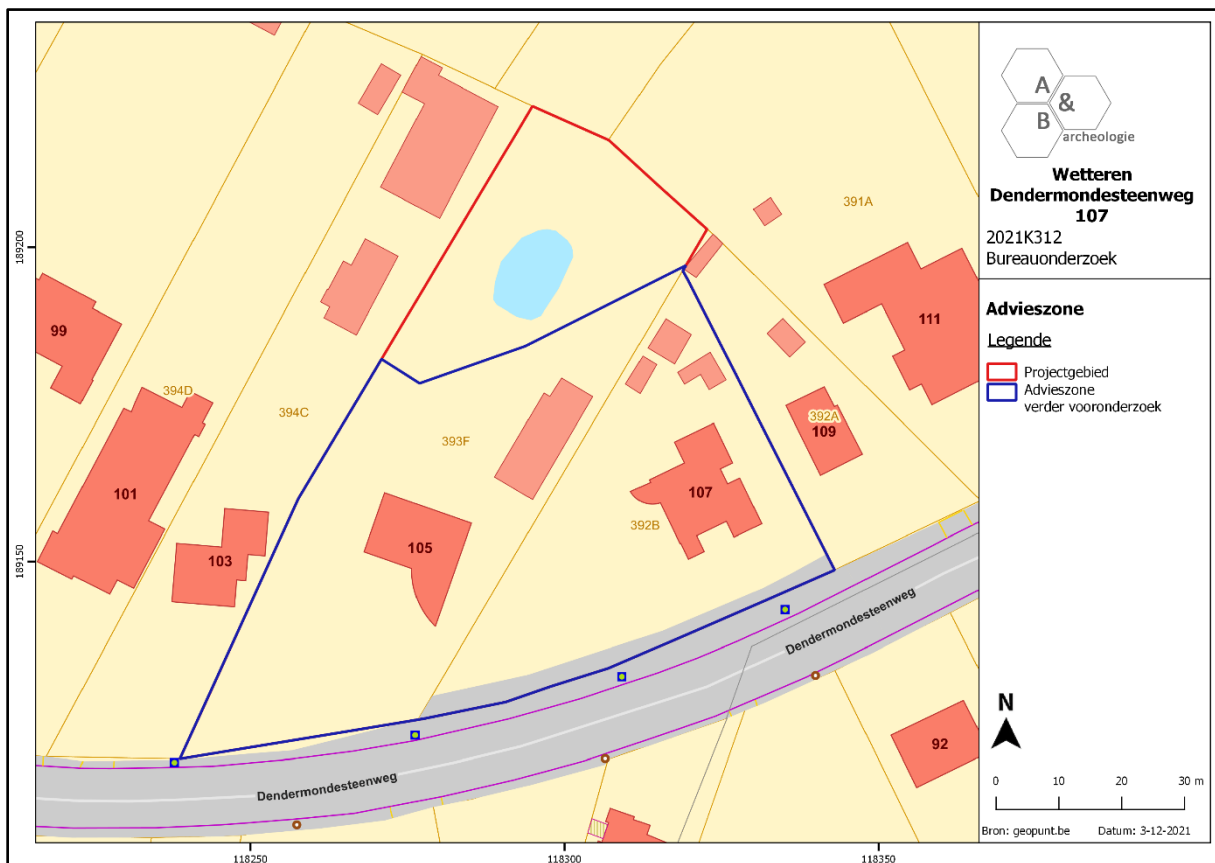 391A
99
111
394D
394C
392A
109
393F
101
107
392B
103
105
189200
189150
Dendermondesteenweg
Dendermondesteenweg
92
118250
118300
118350
A
&
B
archeologie
Wetteren
Dendermondesteenweg
107
2021K312
Bureauonderzoek
Advieszone
Legende
Projectgebied
Advieszone
verder vooronderzoek
N
0 10 20 30 m
Bron: geopunt.be Datum: 3-12-2021